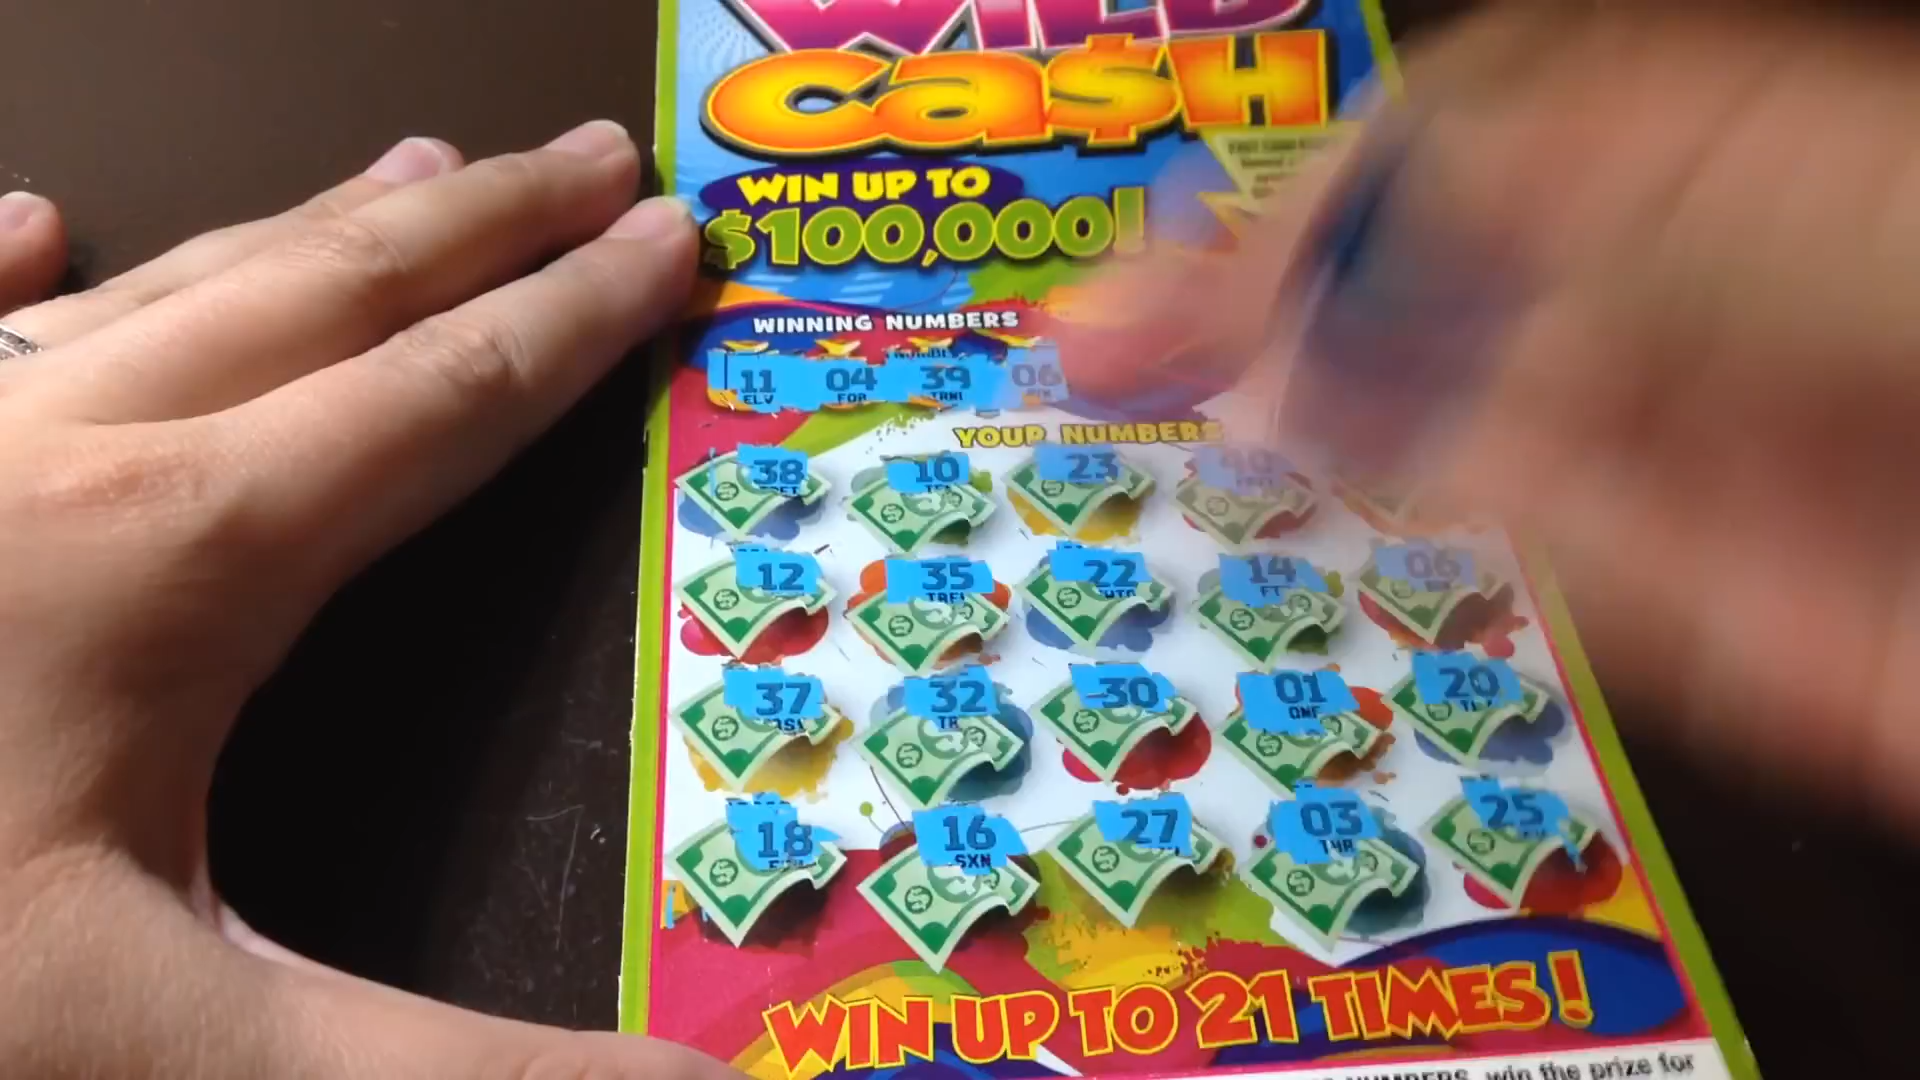 WILD
CA$H
WIN UP TO
$100,000!
WINNING NUMBERS
11 04 39 06
ELV FOR
YOUR NUMBERS
38 10 23 40
12 35 22 14 06
37 32 30 01 20
ONE
18 16 27 03 25
SXN THR
WIN UP TO 21 TIMES!
NUMBERS, win the prize for